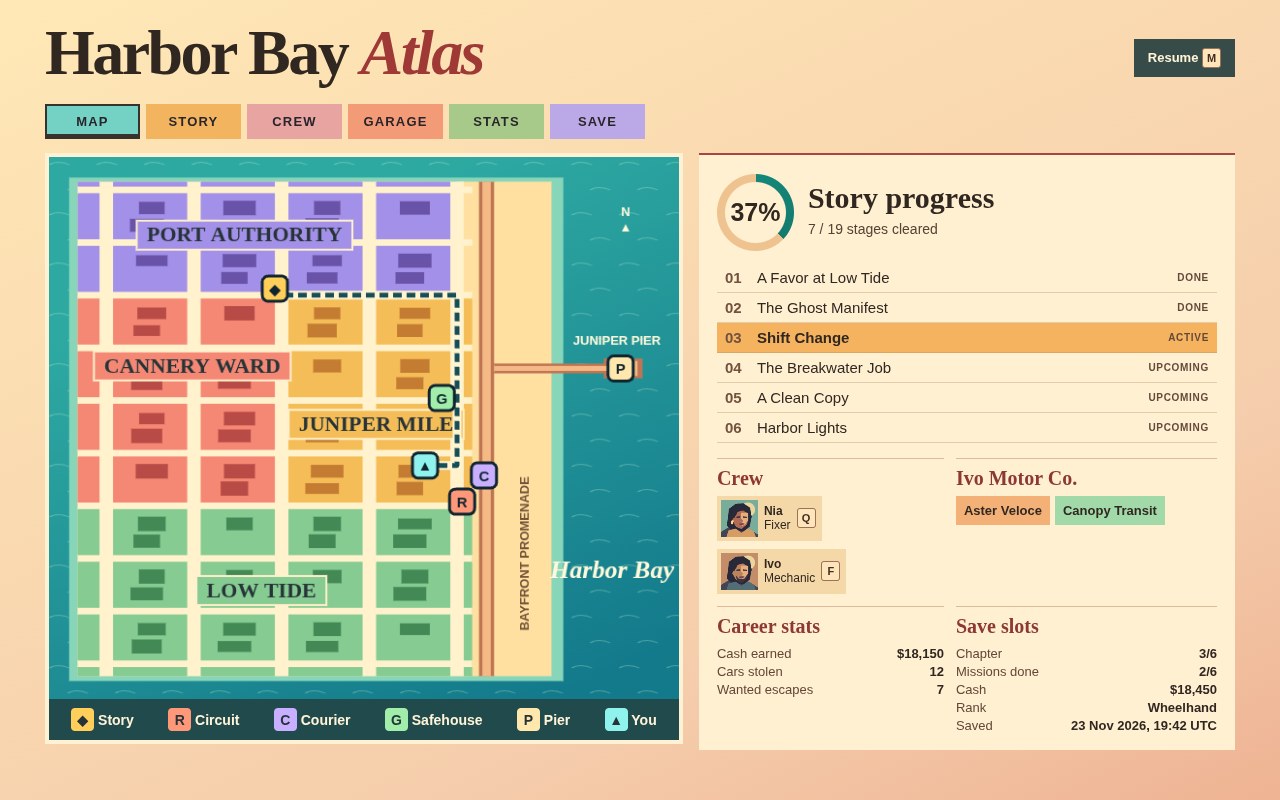 Harbor Bay Atlas
Resume M
MAP STORY CREW GARAGE STATS SAVE
N
▲
PORT AUTHORITY
◆
JUNIPER PIER
CANNERY WARD
P
G
JUNIPER MILE
▲
C
R
BAYFRONT PROMENADE
Harbor Bay
LOW TIDE
◆ Story R Circuit C Courier G Safehouse P Pier ▲ You
37%
Story progress
7 / 19 stages cleared
01 A Favor at Low Tide DONE
02 The Ghost Manifest DONE
03 Shift Change ACTIVE
04 The Breakwater Job UPCOMING
05 A Clean Copy UPCOMING
06 Harbor Lights UPCOMING
Crew
Nia
Fixer Q
Ivo
Mechanic F
Ivo Motor Co.
Aster Veloce Canopy Transit
Career stats
Cash earned $18,150
Cars stolen 12
Wanted escapes 7
Save slots
Chapter 3/6
Missions done 2/6
Cash $18,450
Rank Wheelhand
Saved 23 Nov 2026, 19:42 UTC